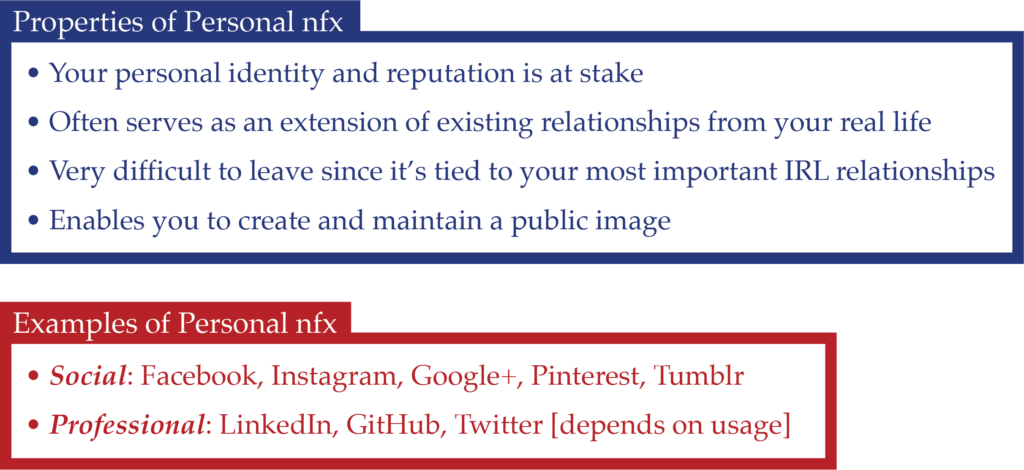 Properties of Personal nfx
• Your personal identity and reputation is at stake
• Often serves as an extension of existing relationships from your real life
• Very difficult to leave since it’s tied to your most important IRL relationships
• Enables you to create and maintain a public image
Examples of Personal nfx
• Social: Facebook, Instagram, Google+, Pinterest, Tumblr
• Professional: LinkedIn, GitHub, Twitter [depends on usage]